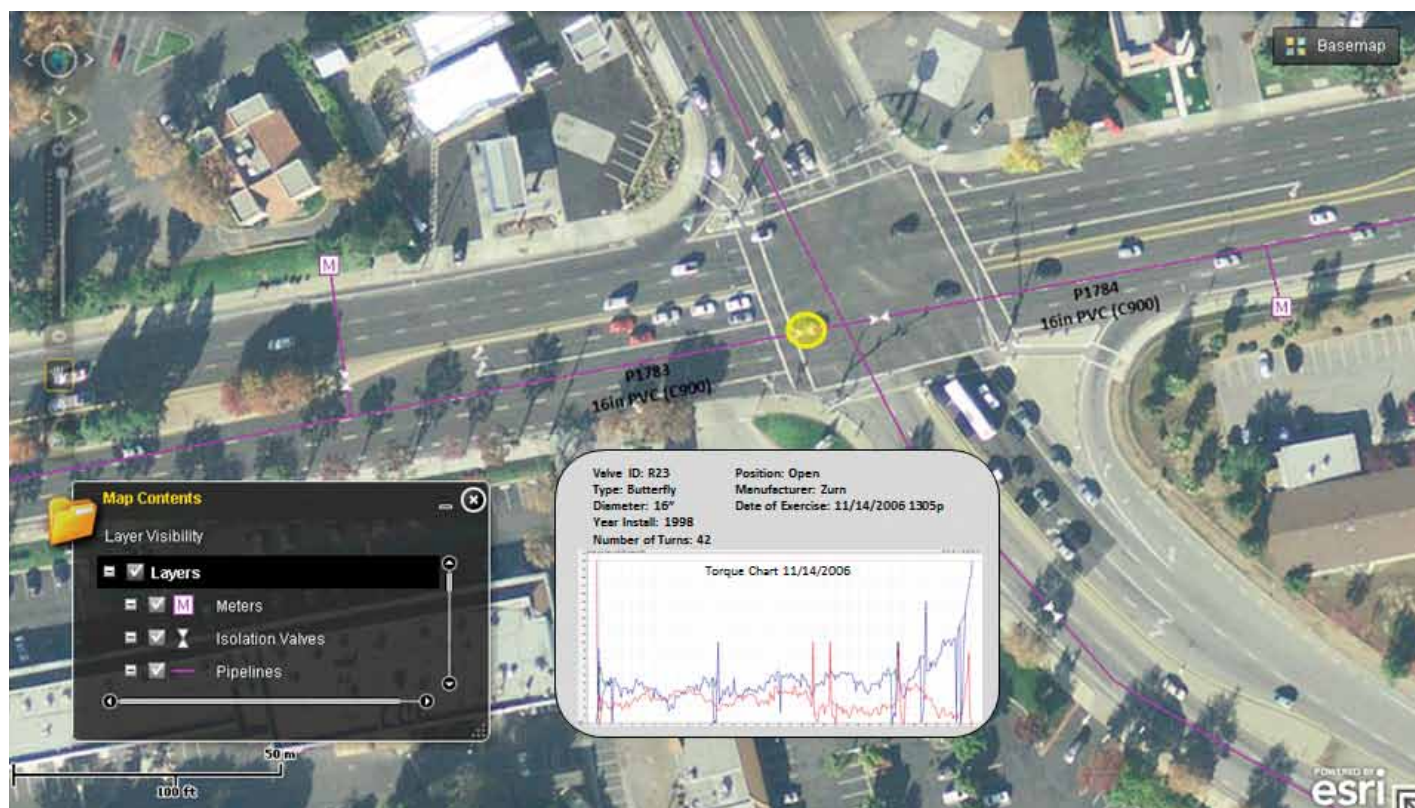 Basemap
M
P1784
16in PVC (C900)
M
P1783
16in PVC (C900)
Valve ID: R23
Type: Butterfly
Diameter: 16"
Year Install: 1998
Number of Turns: 42
Position: Open
Manufacturer: Zurn
Date of Exercise: 11/14/2006 1305p
Torque Chart 11/14/2006
Map Contents
Layer Visibility
Layers
M Meters
Isolation Valves
Pipelines
50 m
100 ft
POWERED BY
esri